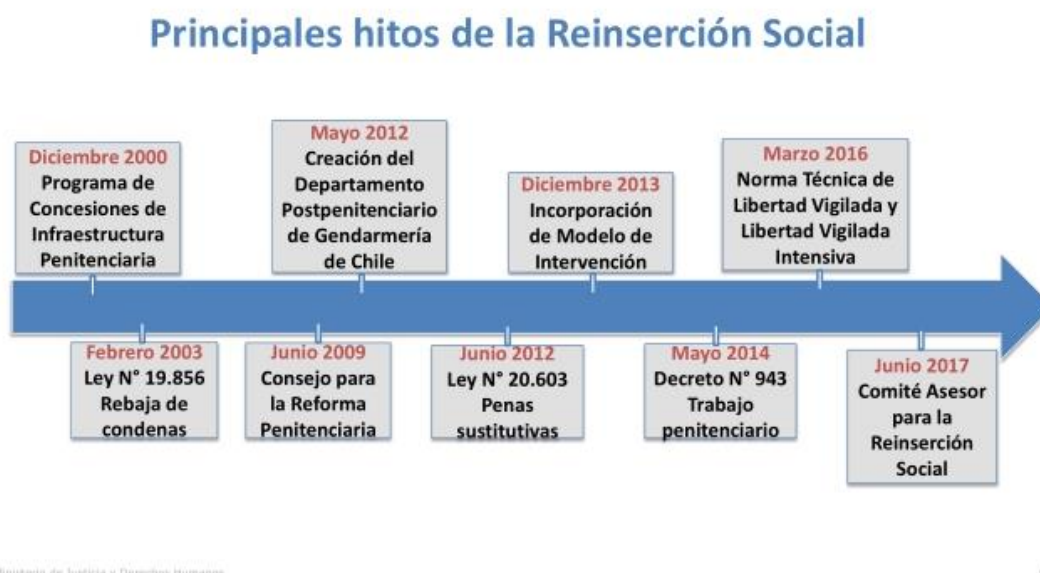 Principales hitos de la Reinserción Social
Diciembre 2000
Programa de
Concesiones de
Infraestructura
Penitenciaria
Mayo 2012
Creación del
Departamento
Postpenitenciario
de Gendarmería
de Chile
Diciembre 2013
Incorporación
de Modelo de
Intervención
Marzo 2016
Norma Técnica de
Libertad Vigilada y
Libertad Vigilada
Intensiva
Febrero 2003
Ley N° 19.856
Rebaja de
condenas
Junio 2009
Consejo para
la Reforma
Penitenciaria
Junio 2012
Ley N° 20.603
Penas
sustitutivas
Mayo 2014
Decreto N° 943
Trabajo
penitenciario
Junio 2017
Comité Asesor
para la
Reinserción
Social
de Justicia y Derechos Humanos